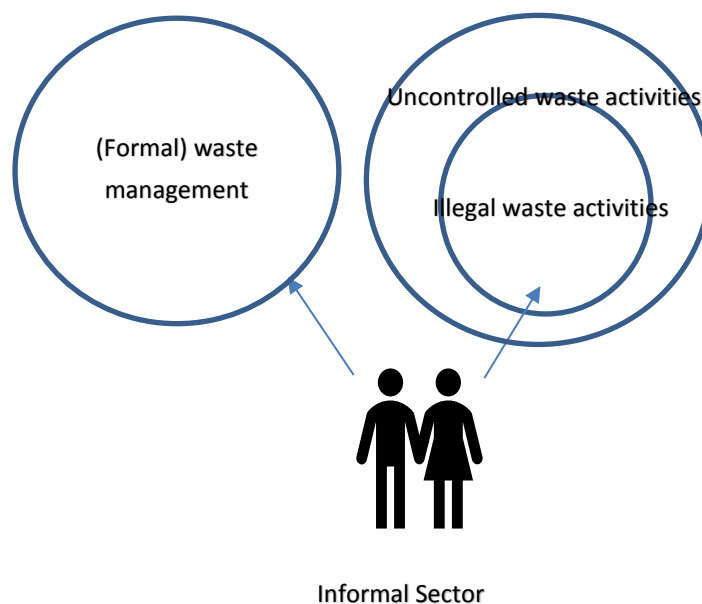 (Formal) waste
management
Uncontrolled waste activities
Illegal waste activities
Informal Sector